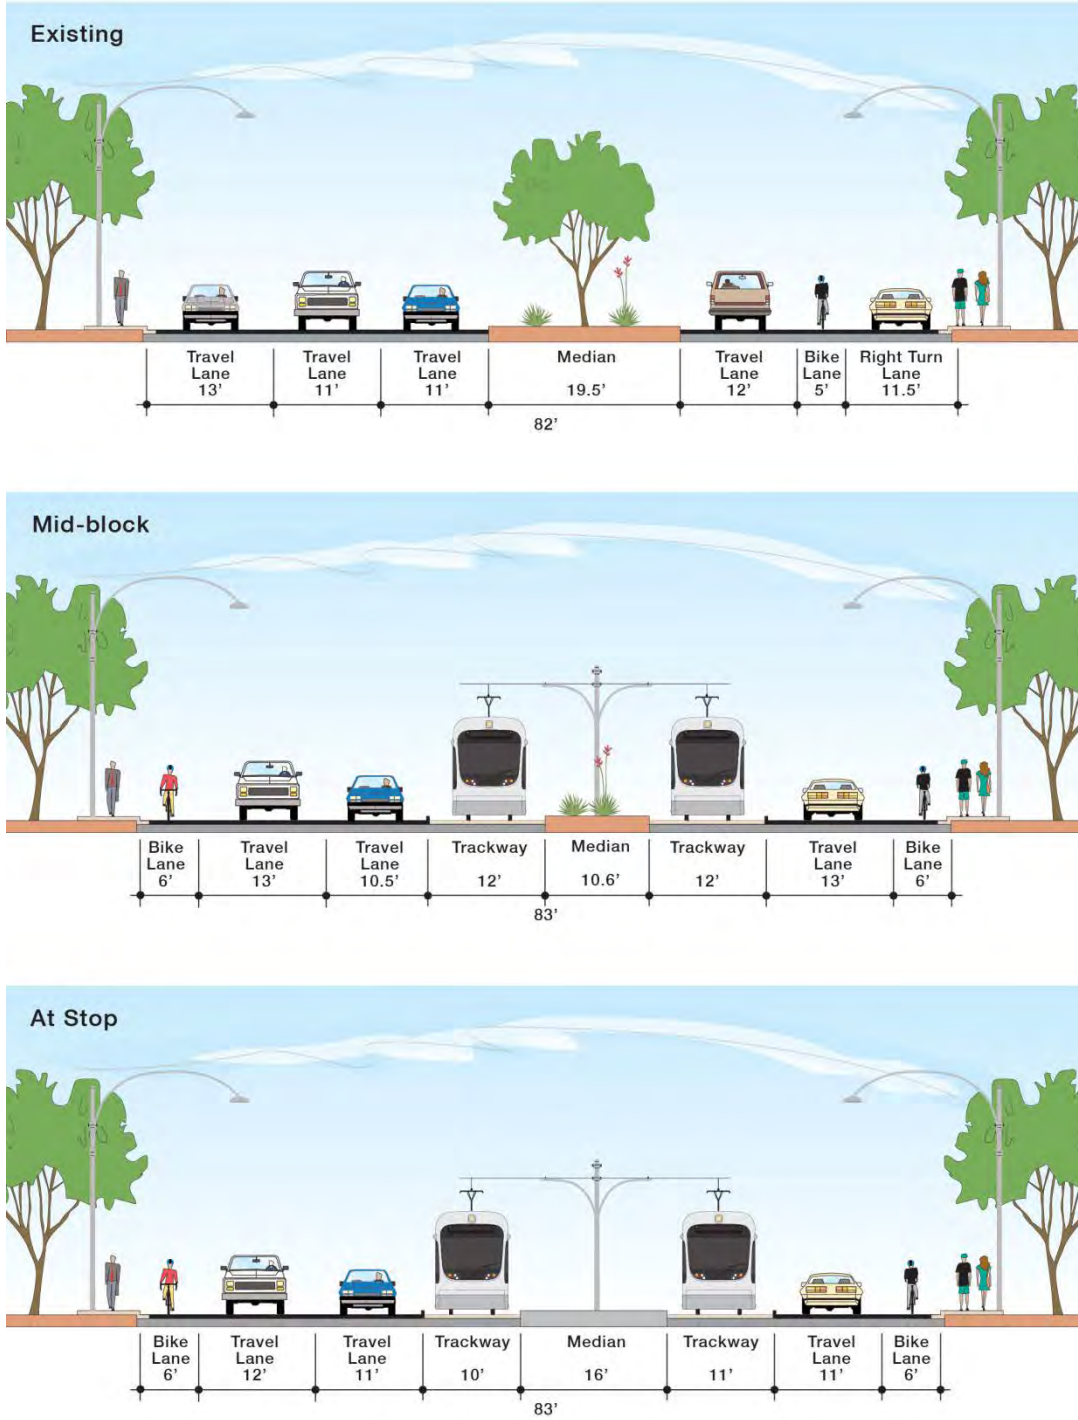 Existing
Travel Lane 13'
Travel Lane 11'
Travel Lane 11'
Median 19.5'
Travel Lane 12'
Bike Lane 5'
Right Turn Lane 11.5'
82'
Mid-block
Bike Lane 6'
Travel Lane 13'
Travel Lane 10.5'
Trackway 12'
Median 10.6'
Trackway 12'
Travel Lane 13'
Bike Lane 6'
83'
At Stop
Bike Lane 6'
Travel Lane 12'
Travel Lane 11'
Trackway 10'
Median 16'
Trackway 11'
Travel Lane 11'
Bike Lane 6'
83'